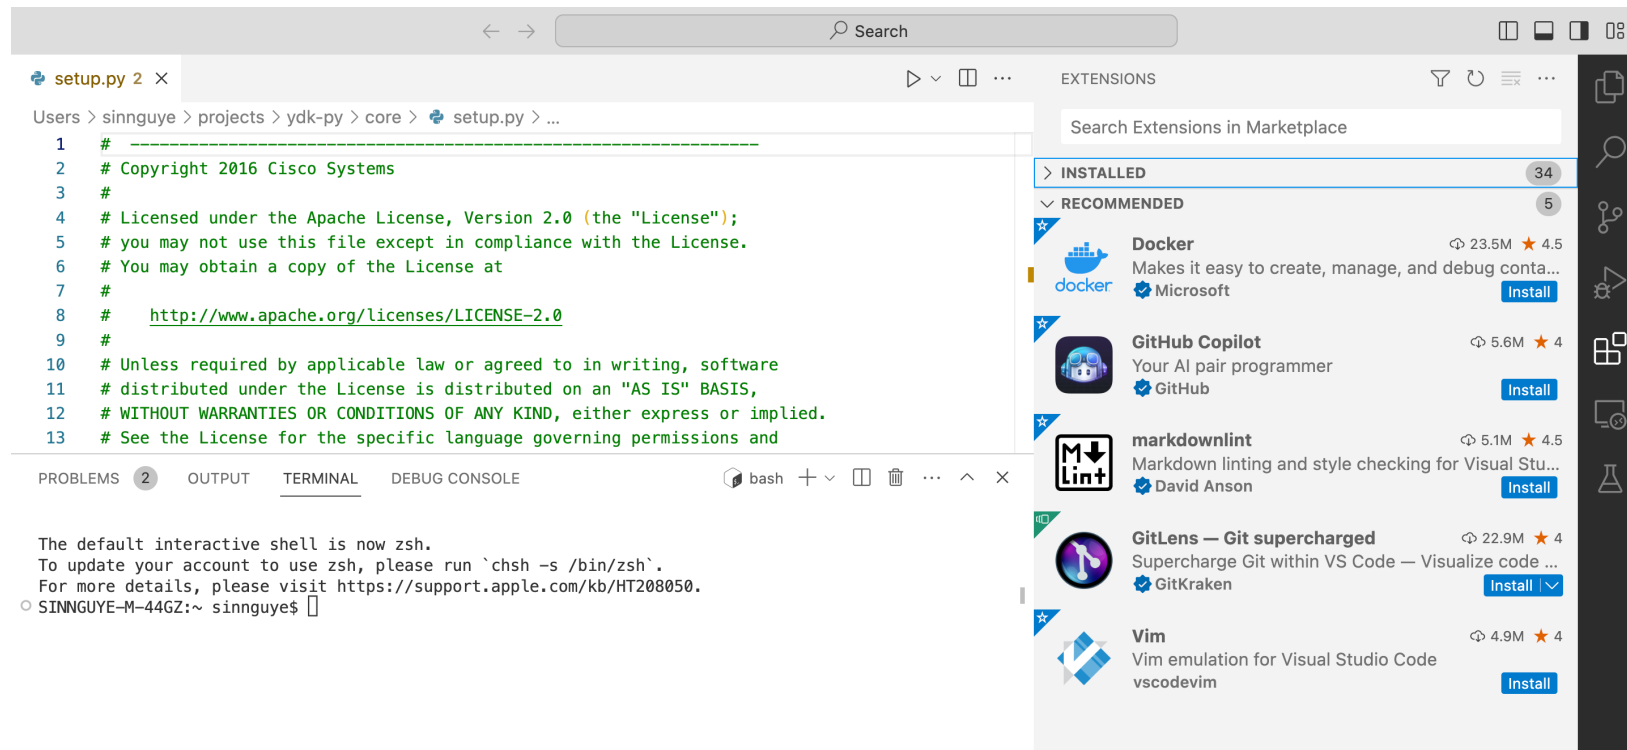 Search
setup.py 2
Users > sinnguye > projects > ydk-py > core > setup.py > ...
1 # ----------------------------------------------------------------
2 # Copyright 2016 Cisco Systems
3 #
4 # Licensed under the Apache License, Version 2.0 (the "License");
5 # you may not use this file except in compliance with the License.
6 # You may obtain a copy of the License at
7 #
8 #    http://www.apache.org/licenses/LICENSE-2.0
9 #
10 # Unless required by applicable law or agreed to in writing, software
11 # distributed under the License is distributed on an "AS IS" BASIS,
12 # WITHOUT WARRANTIES OR CONDITIONS OF ANY KIND, either express or implied.
13 # See the License for the specific language governing permissions and
PROBLEMS 2 OUTPUT TERMINAL DEBUG CONSOLE
bash
The default interactive shell is now zsh.
To update your account to use zsh, please run `chsh -s /bin/zsh`.
For more details, please visit https://support.apple.com/kb/HT208050.
SINNGUYE-M-44GZ:~ sinnguye$
EXTENSIONS
Search Extensions in Marketplace
INSTALLED 34
RECOMMENDED 5
docker
Docker 23.5M 4.5
Makes it easy to create, manage, and debug conta...
Microsoft Install
GitHub Copilot 5.6M 4
Your AI pair programmer
GitHub Install
M Lint
markdownlint 5.1M 4.5
Markdown linting and style checking for Visual Stu...
David Anson Install
GitLens — Git supercharged 22.9M 4
Supercharge Git within VS Code — Visualize code ...
GitKraken Install
Vim 4.9M 4
Vim emulation for Visual Studio Code
vscodevim Install